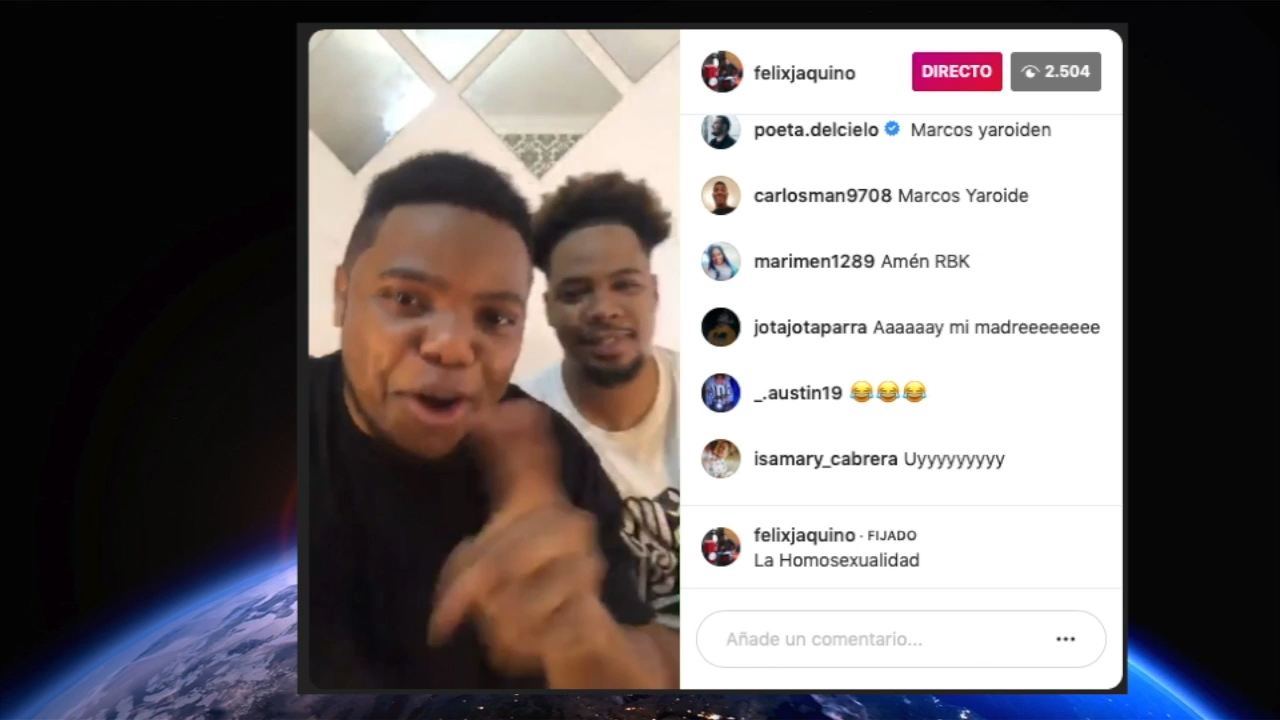 felixjaquino DIRECTO 2.504
poeta.delcielo Marcos yaroiden
carlosman9708 Marcos Yaroide
marimen1289 Amén RBK
jotajotaparra Aaaaaay mi madreeeeeeee
_.austin19 😂😂😂
isamary_cabrera Uyyyyyyyyy
felixjaquino · FIJADO
La Homosexualidad
Añade un comentario...